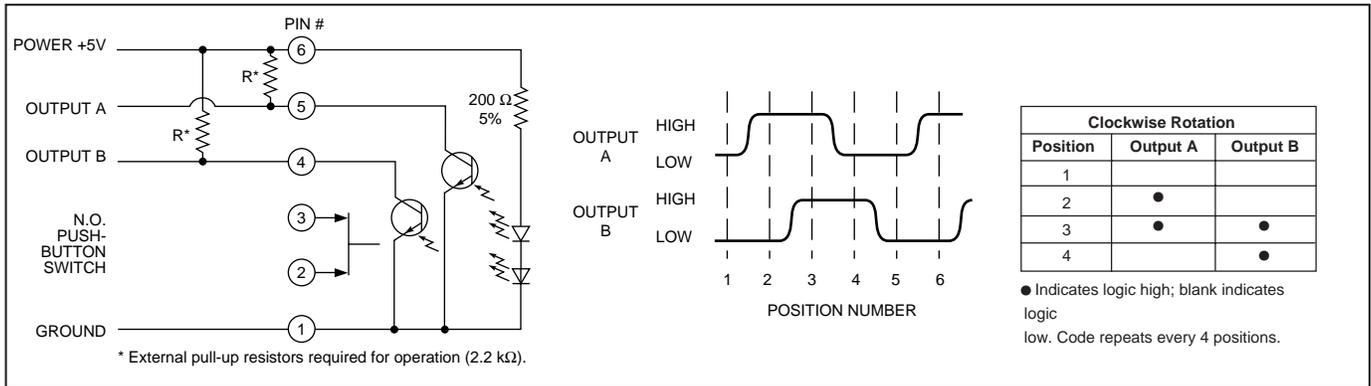 PIN #
POWER +5V
6
R*
OUTPUT A
5
200 Ω
5%
R*
OUTPUT B
4
N.O.
PUSH-
BUTTON
SWITCH
3
2
GROUND
1
* External pull-up resistors required for operation (2.2 kΩ).
OUTPUT
A
HIGH
LOW
OUTPUT
B
HIGH
LOW
1 2 3 4 5 6
POSITION NUMBER
Clockwise Rotation
Position Output A Output B
1
2 ●
3 ● ●
4 ●
● Indicates logic high; blank indicates
logic
low. Code repeats every 4 positions.